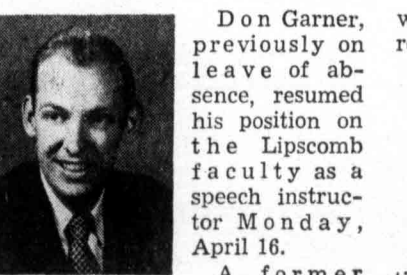 Don Garner,
previously on
leave of ab-
sence, resumed
his position on
the Lipscomb
faculty as a
speech instruc-
tor Monday,
April 16.
A former